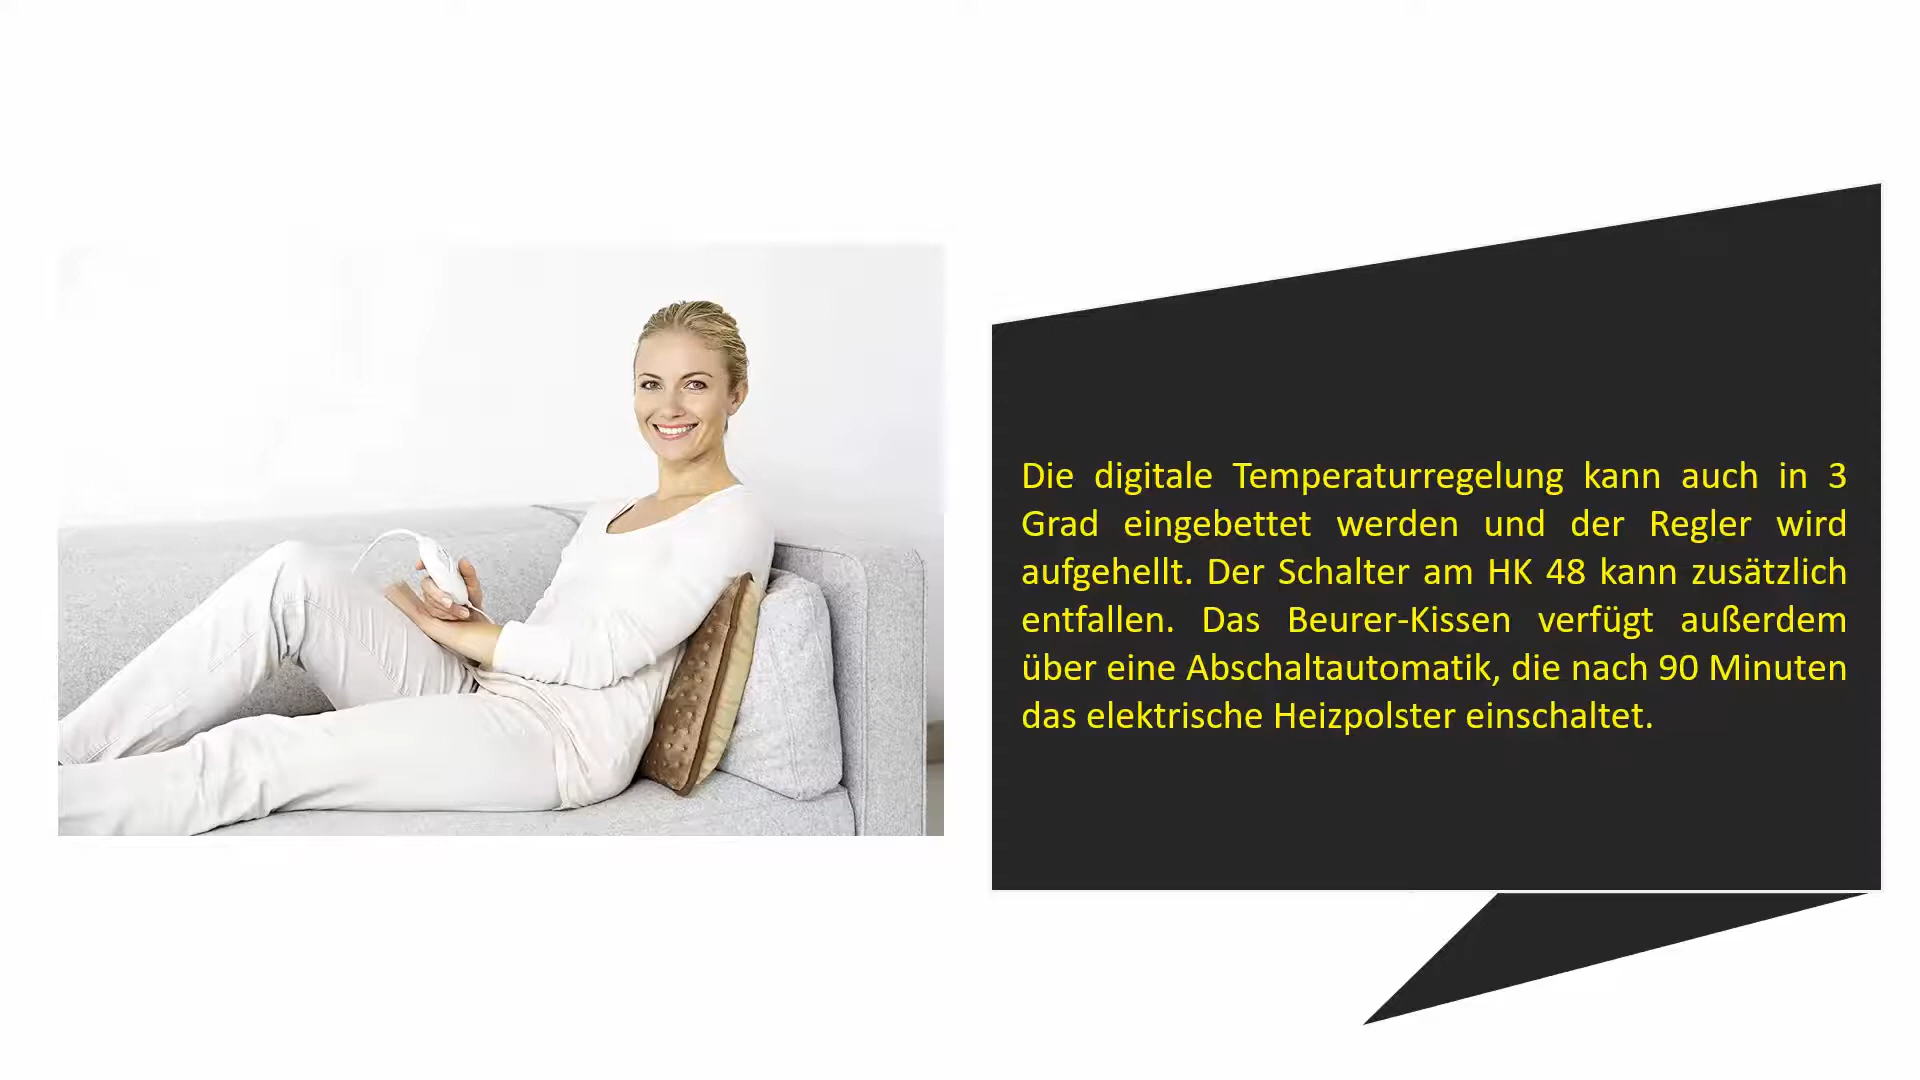 Die digitale Temperaturregelung kann auch in 3
Grad eingebettet werden und der Regler wird
aufgehellt. Der Schalter am HK 48 kann zusätzlich
entfallen. Das Beurer-Kissen verfügt außerdem
über eine Abschaltautomatik, die nach 90 Minuten
das elektrische Heizpolster einschaltet.